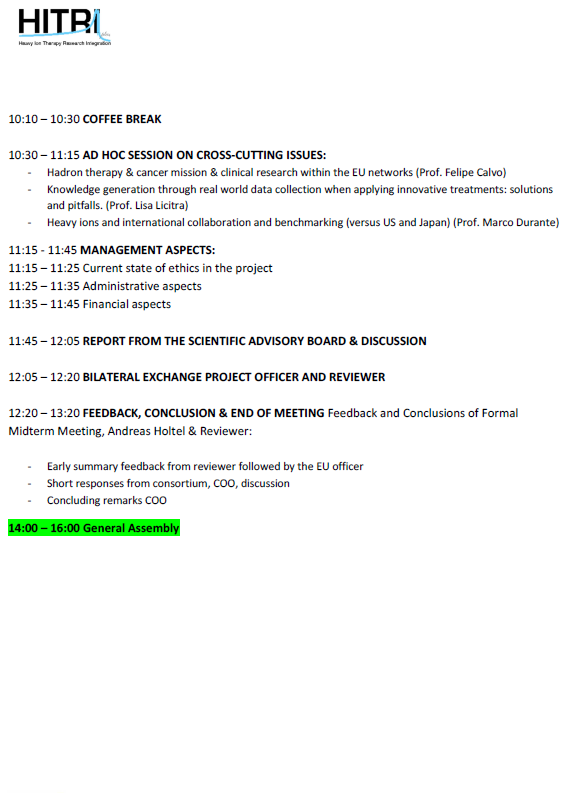 HITRI
Heavy Ion Therapy Research Integration
10:10 – 10:30 COFFEE BREAK
10:30 – 11:15 AD HOC SESSION ON CROSS-CUTTING ISSUES:
- Hadron therapy & cancer mission & clinical research within the EU networks (Prof. Felipe Calvo)
- Knowledge generation through real world data collection when applying innovative treatments: solutions
and pitfalls. (Prof. Lisa Licitra)
- Heavy ions and international collaboration and benchmarking (versus US and Japan) (Prof. Marco Durante)
11:15 - 11:45 MANAGEMENT ASPECTS:
11:15 – 11:25 Current state of ethics in the project
11:25 – 11:35 Administrative aspects
11:35 – 11:45 Financial aspects
11:45 – 12:05 REPORT FROM THE SCIENTIFIC ADVISORY BOARD & DISCUSSION
12:05 – 12:20 BILATERAL EXCHANGE PROJECT OFFICER AND REVIEWER
12:20 – 13:20 FEEDBACK, CONCLUSION & END OF MEETING Feedback and Conclusions of Formal
Midterm Meeting, Andreas Holtel & Reviewer:
- Early summary feedback from reviewer followed by the EU officer
- Short responses from consortium, COO, discussion
- Concluding remarks COO
14:00 – 16:00 General Assembly